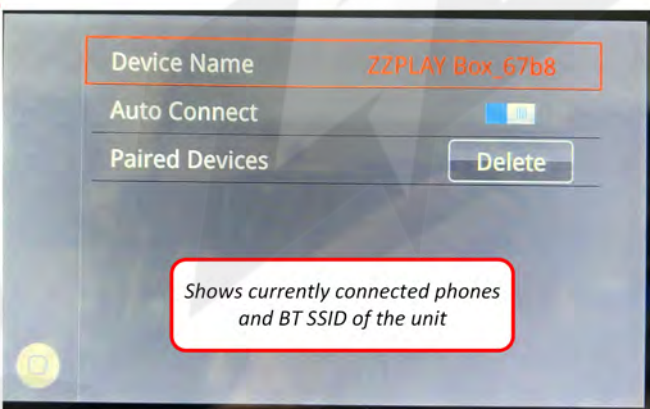 Device Name ZZPLAY Box_67b8
Auto Connect
Paired Devices Delete
Shows currently connected phones
and BT SSID of the unit